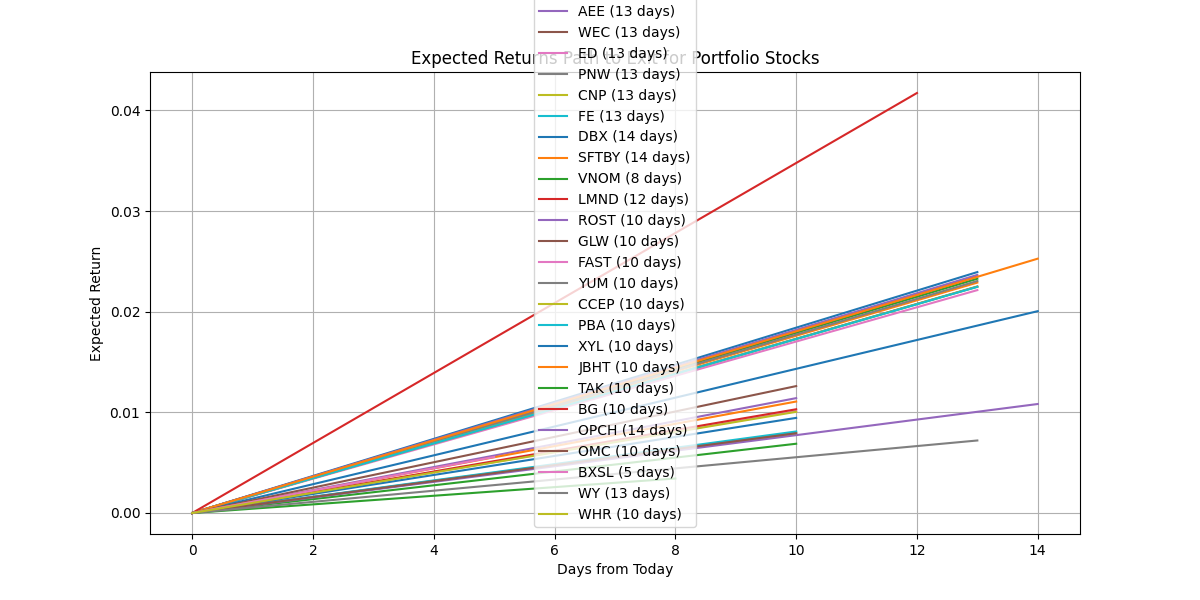 AEE (13 days)
WEC (13 days)
ED (13 days)
Expected Returns Path to Exit for Portfolio Stocks
PNW (13 days)
CNP (13 days)
FE (13 days)
DBX (14 days)
SFTBY (14 days)
VNOM (8 days)
LMND (12 days)
ROST (10 days)
GLW (10 days)
FAST (10 days)
YUM (10 days)
CCEP (10 days)
PBA (10 days)
XYL (10 days)
JBHT (10 days)
TAK (10 days)
BG (10 days)
OPCH (14 days)
OMC (10 days)
BXSL (5 days)
WY (13 days)
WHR (10 days)
Expected Return
0.04
0.03
0.02
0.01
0.00
0 2 4 6 8 10 12 14
Days from Today